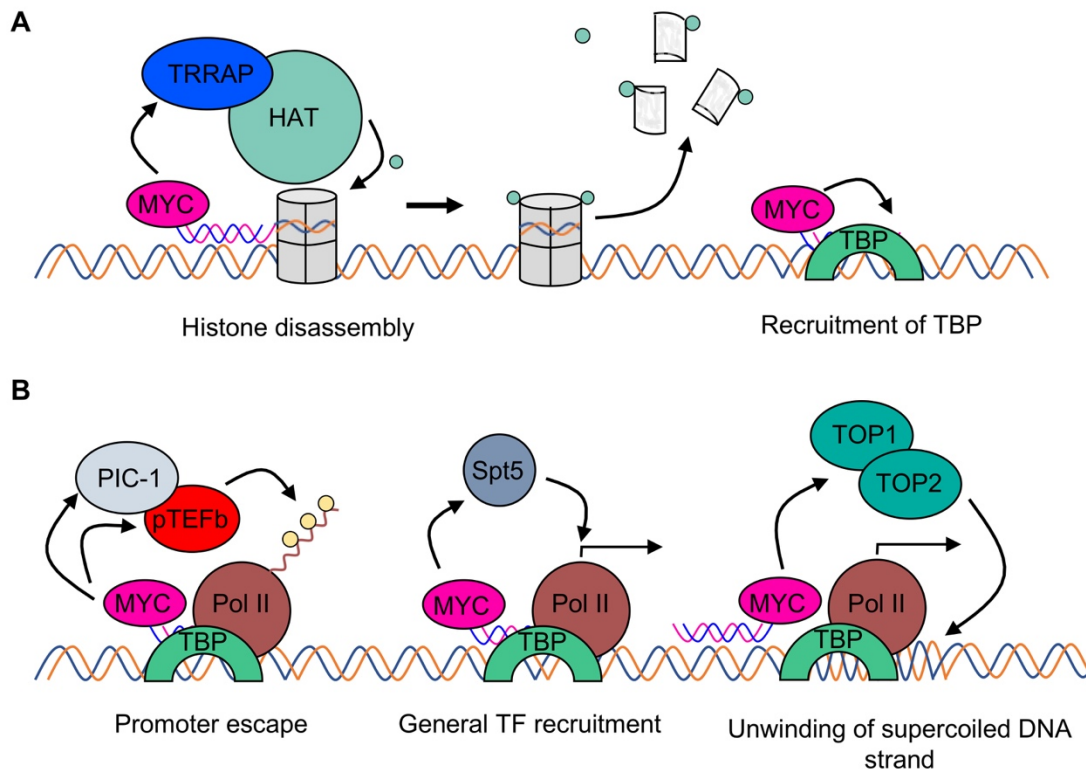 A
TRRAP
HAT
MYC
MYC
TBP
Histone disassembly
Recruitment of TBP
B
PIC-1
pTEFb
MYC
Pol II
TBP
Promoter escape
Spt5
MYC
Pol II
TBP
General TF recruitment
TOP1
TOP2
MYC
Pol II
TBP
Unwinding of supercoiled DNA
strand